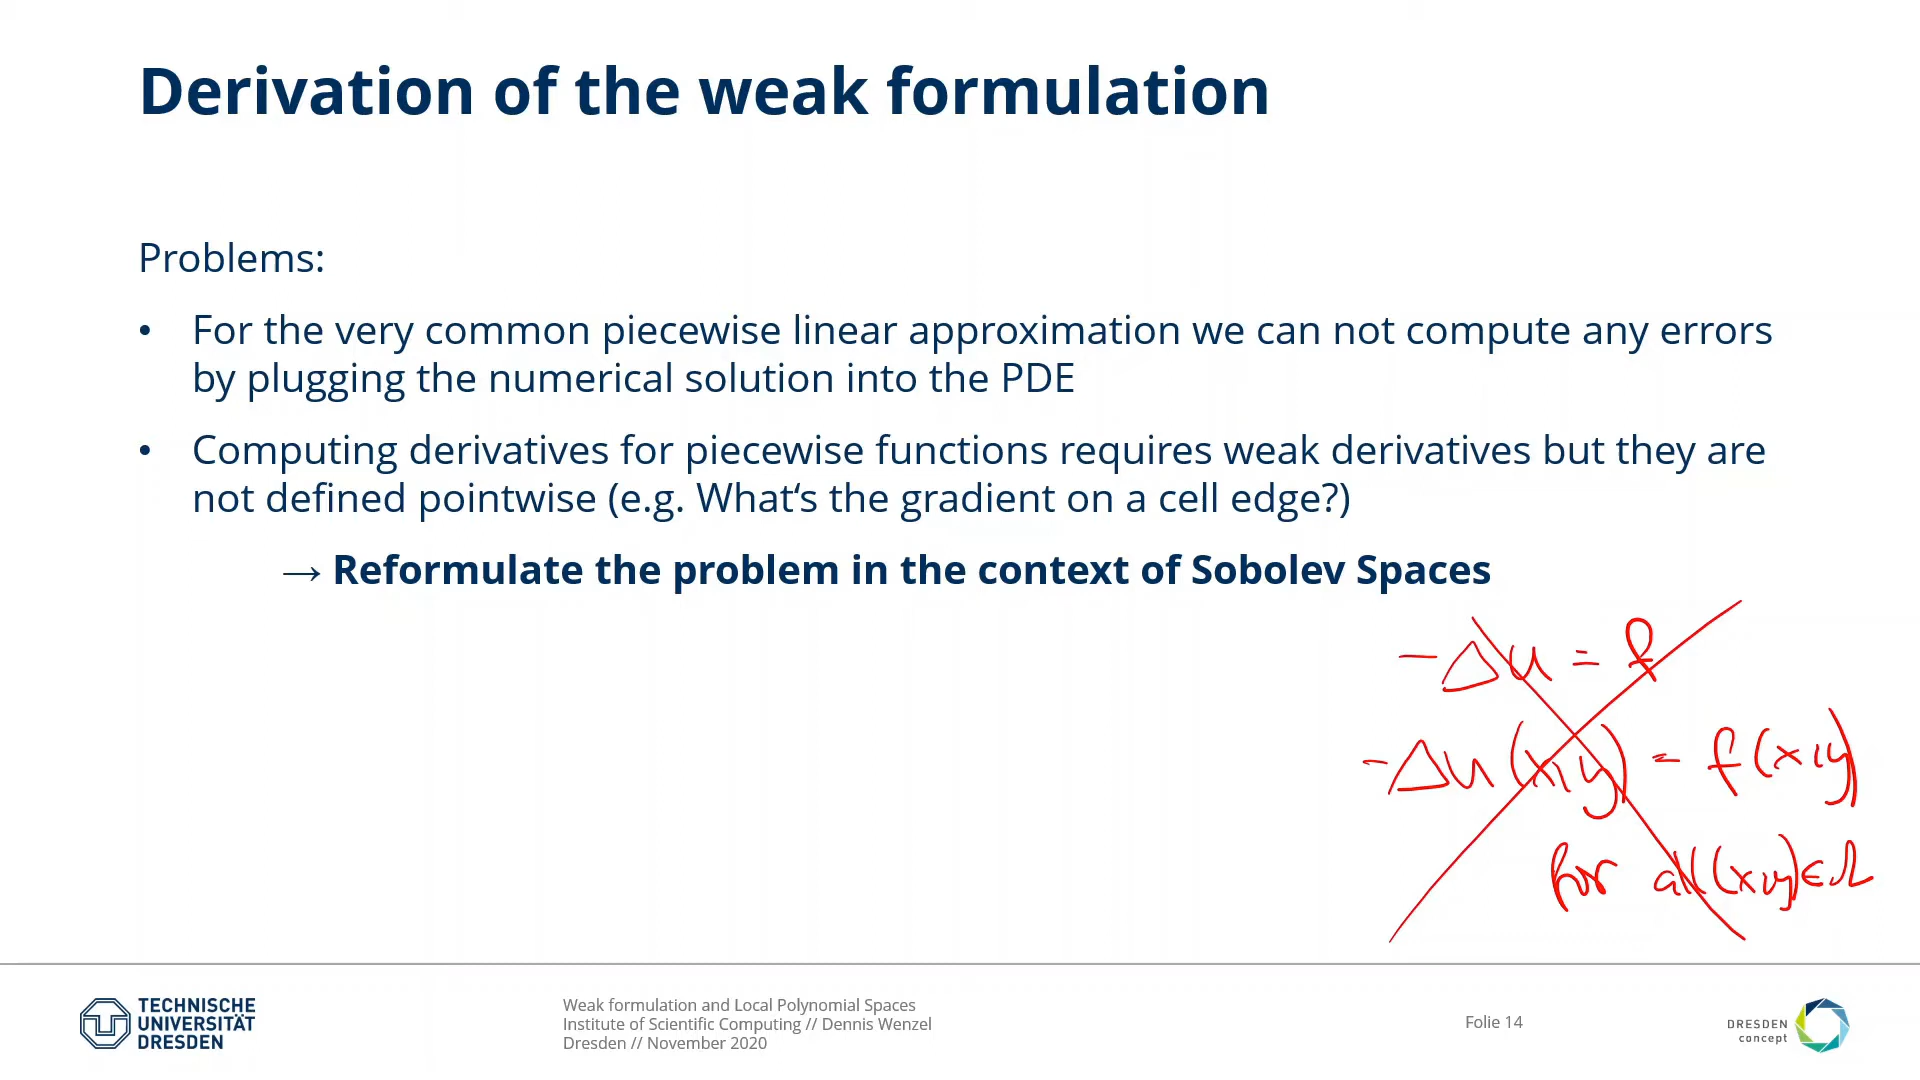 Derivation of the weak formulation
Problems:
• For the very common piecewise linear approximation we can not compute any errors
by plugging the numerical solution into the PDE
• Computing derivatives for piecewise functions requires weak derivatives but they are
not defined pointwise (e.g. What‘s the gradient on a cell edge?)
→ Reformulate the problem in the context of Sobolev Spaces
-Δu = f
-Δu(x,y) = f(x,y)
for all (x,y)∈Ω
TECHNISCHE
UNIVERSITÄT
DRESDEN
Weak formulation and Local Polynomial Spaces
Institute of Scientific Computing // Dennis Wenzel
Dresden // November 2020
Folie 14
DRESDEN
concept